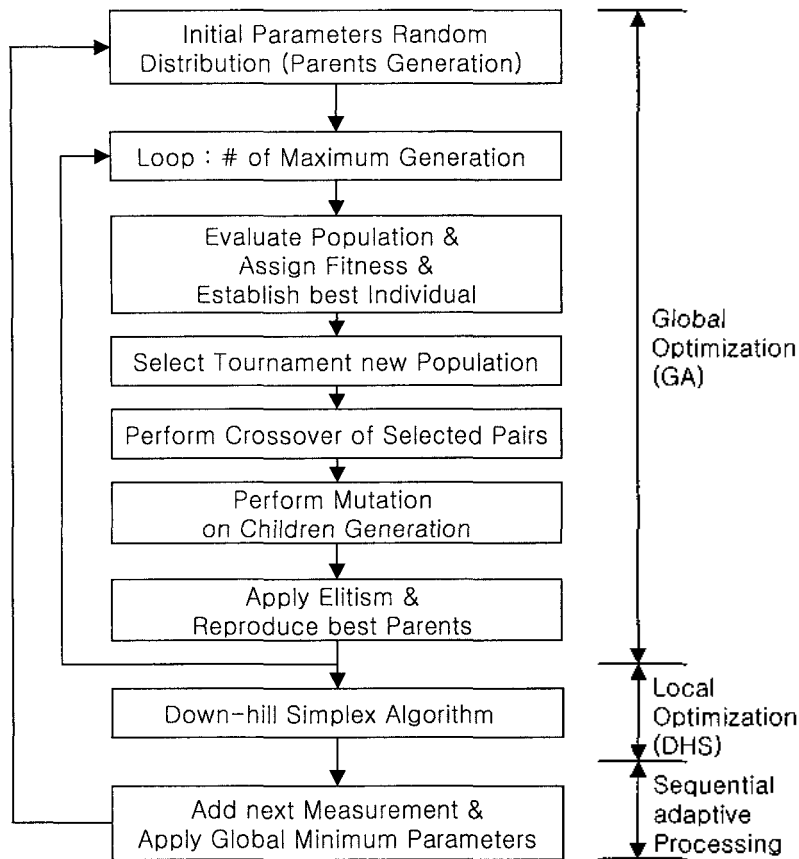 Initial Parameters Random
Distribution (Parents Generation)
Loop : # of Maximum Generation
Evaluate Population &
Assign Fitness &
Establish best Individual
Select Tournament new Population
Perform Crossover of Selected Pairs
Perform Mutation
on Children Generation
Apply Elitism &
Reproduce best Parents
Down-hill Simplex Algorithm
Add next Measurement &
Apply Global Minimum Parameters
Global
Optimization
(GA)
Local
Optimization
(DHS)
Sequential
adaptive
Processing